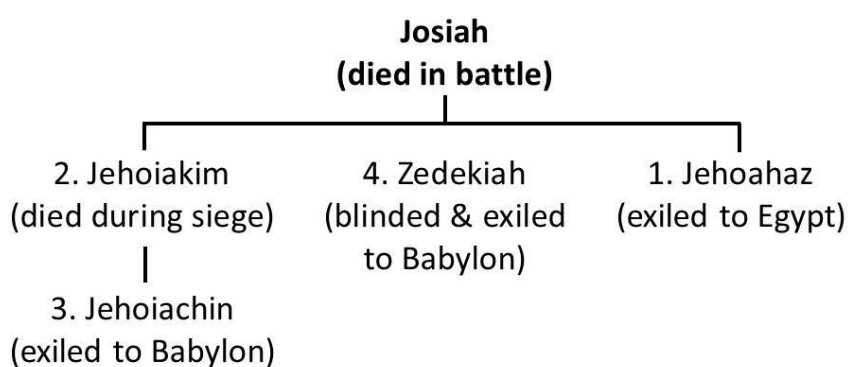 Josiah
(died in battle)
2. Jehoiakim
(died during siege)
4. Zedekiah
(blinded & exiled
to Babylon)
1. Jehoahaz
(exiled to Egypt)
3. Jehoiachin
(exiled to Babylon)